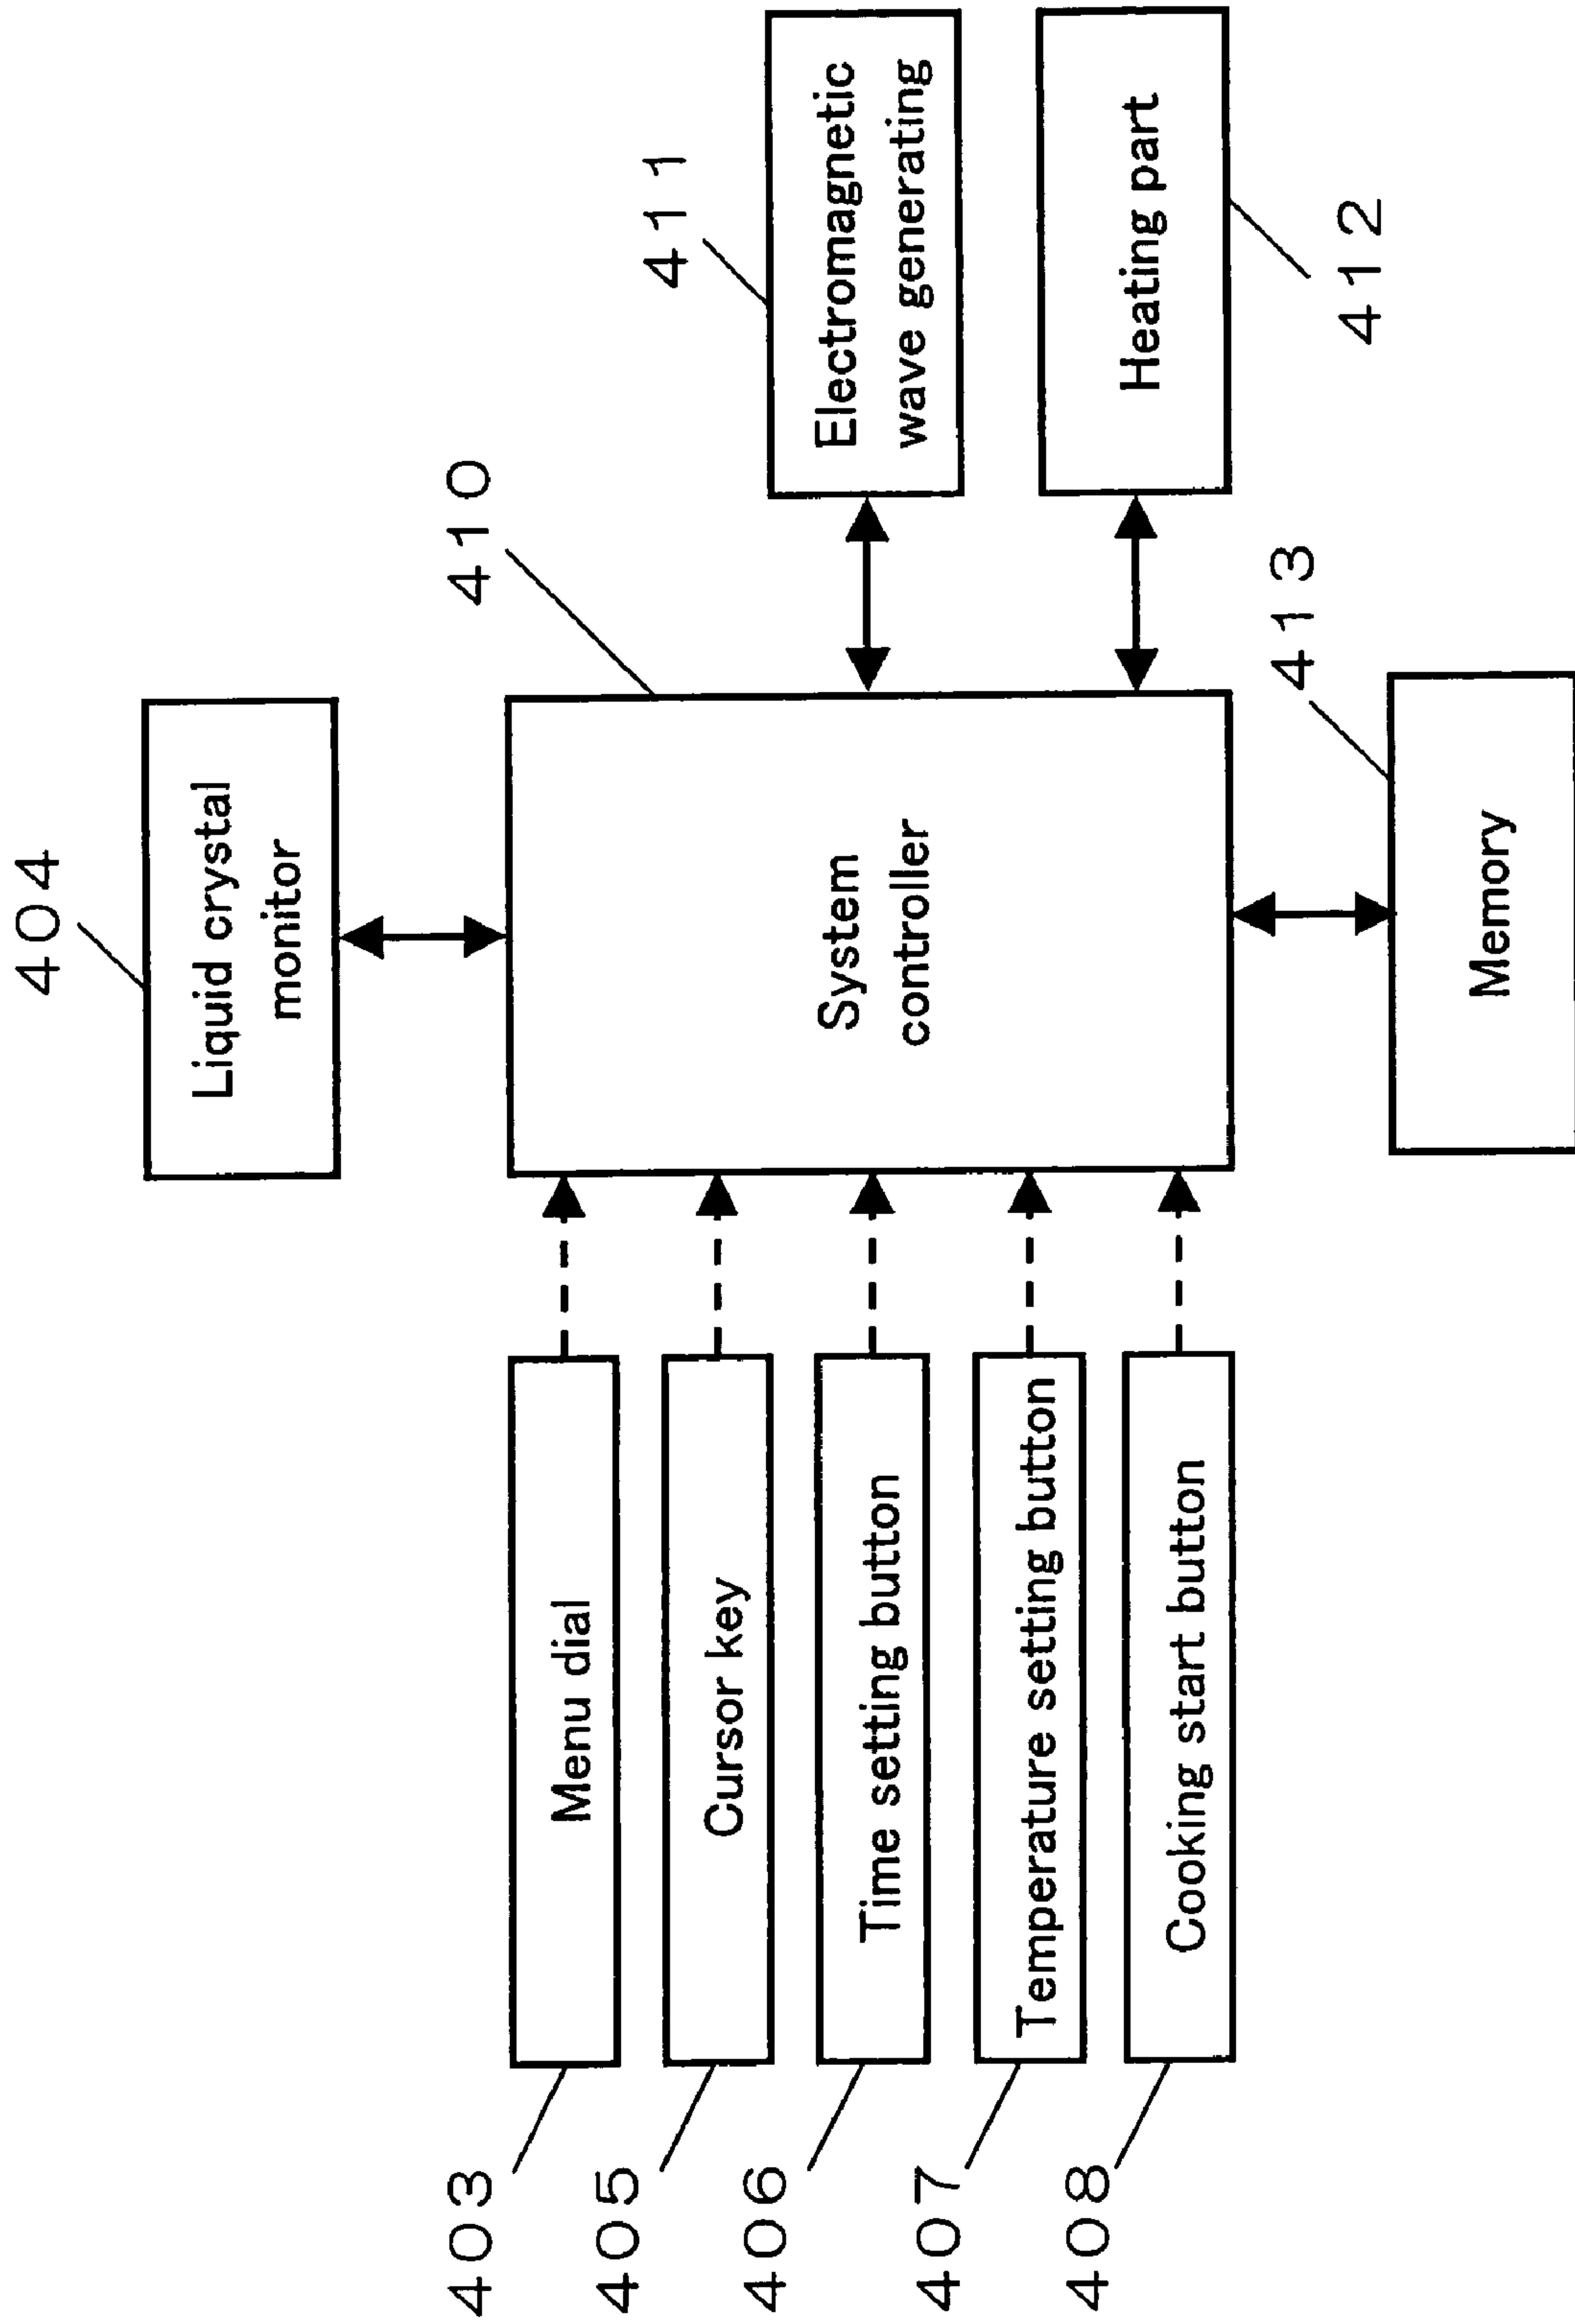 404
Liquid crystal
monitor
410
411
403
Menu dial
System
controller
Electromagnetic
wave generating
405
Cursor key
406
Time setting button
407
Temperature setting button
Heating part
412
408
Cooking start button
413
Memory